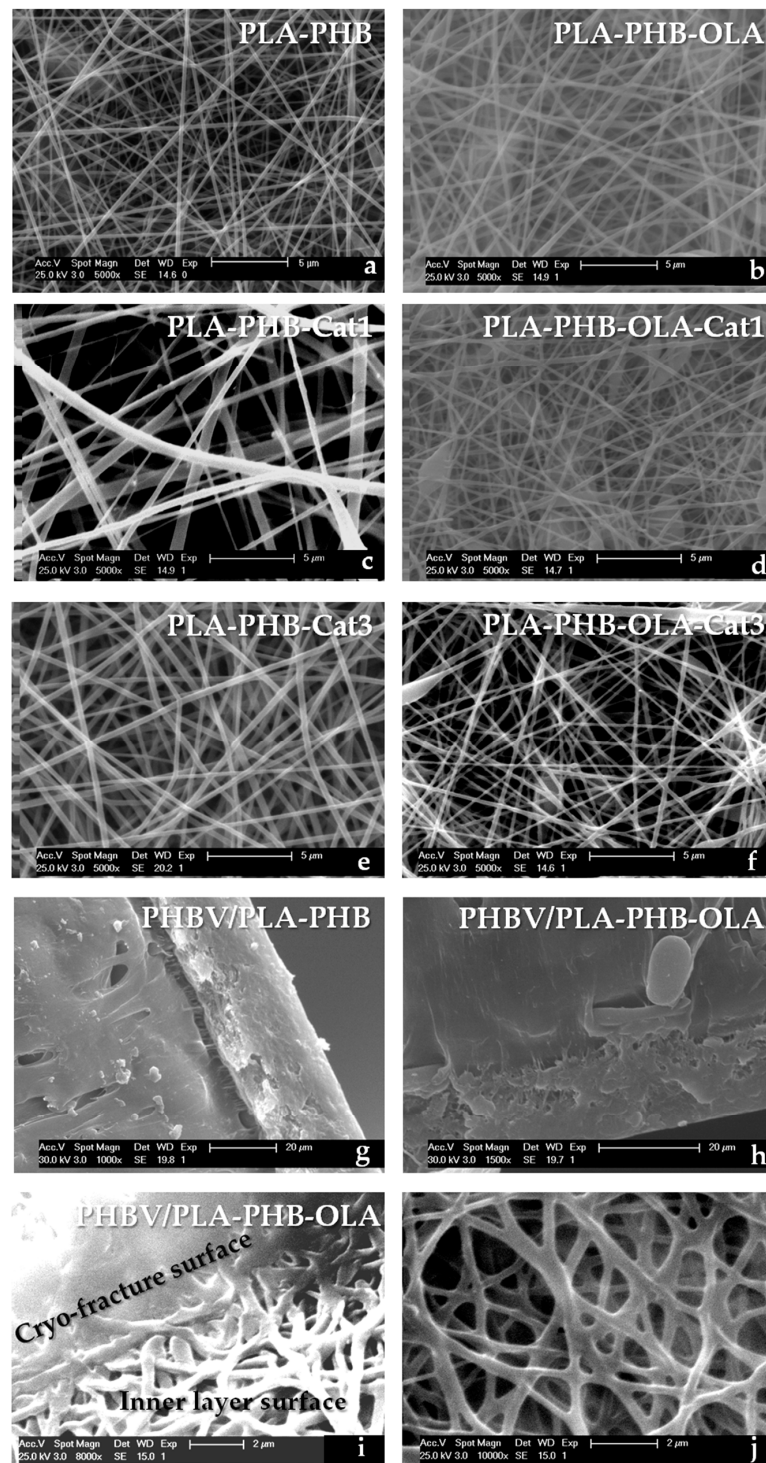 PLA-PHB
Acc.V Spot Magn Det WD Exp
25.0 kV 3.0 5000x SE 14.6 0
5 µm
a
PLA-PHB-OLA
Acc.V Spot Magn Det WD Exp
25.0 kV 3.0 5000x SE 14.9 1
5 µm
b
PLA-PHB-Cat1
Acc.V Spot Magn Det WD Exp
25.0 kV 3.0 5000x SE 14.9 1
5 µm
c
PLA-PHB-OLA-Cat1
Acc.V Spot Magn Det WD Exp
25.0 kV 3.0 5000x SE 14.7 1
5 µm
d
PLA-PHB-Cat3
Acc.V Spot Magn Det WD Exp
25.0 kV 3.0 5000x SE 20.2 1
5 µm
e
PLA-PHB-OLA-Cat3
Acc.V Spot Magn Det WD Exp
25.0 kV 3.0 5000x SE 14.6 1
5 µm
f
PHBV/PLA-PHB
Acc.V Spot Magn Det WD Exp
30.0 kV 3.0 1000x SE 19.8 1
20 µm
g
PHBV/PLA-PHB-OLA
Acc.V Spot Magn Det WD Exp
30.0 kV 3.0 1500x SE 19.7 1
20 µm
h
PHBV/PLA-PHB-OLA
Cryo-fracture surface
Inner layer surface
Acc.V Spot Magn Det WD Exp
25.0 kV 3.0 8000x SE 15.0 1
2 µm
i
Acc.V Spot Magn Det WD Exp
25.0 kV 3.0 10000x SE 15.0 1
2 µm
j